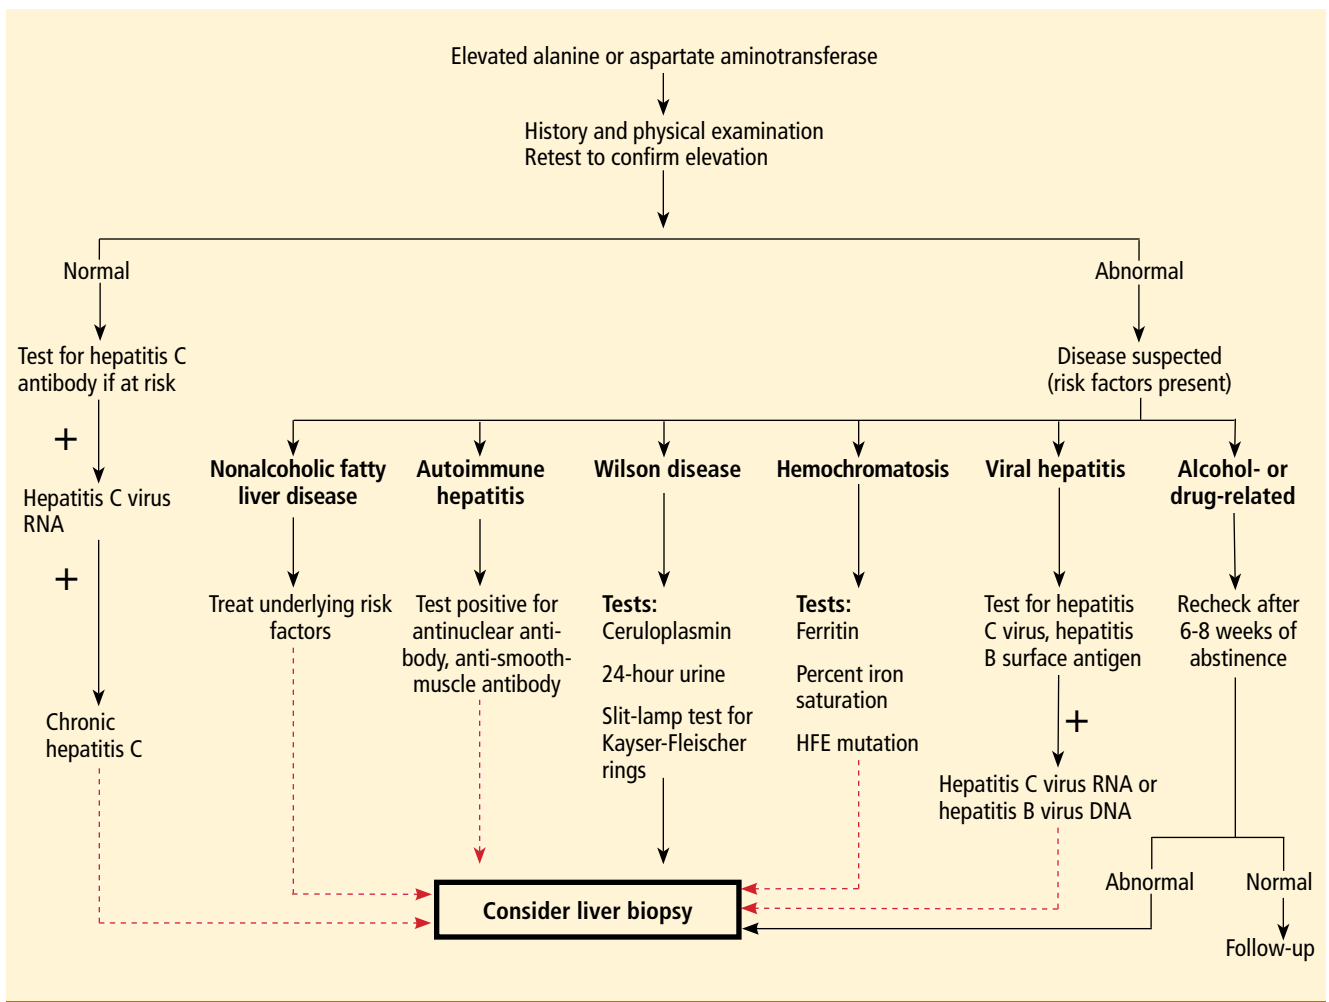 Elevated alanine or aspartate aminotransferase
History and physical examination
Retest to confirm elevation
Normal
Abnormal
Test for hepatitis C
antibody if at risk
+
Hepatitis C virus
RNA
+
Chronic
hepatitis C
Disease suspected
(risk factors present)
Nonalcoholic fatty
liver disease
Treat underlying risk
factors
Autoimmune
hepatitis
Test positive for
antinuclear anti-
body, anti-smooth-
muscle antibody
Wilson disease
Tests:
Ceruloplasmin
24-hour urine
Slit-lamp test for
Kayser-Fleischer
rings
Hemochromatosis
Tests:
Ferritin
Percent iron
saturation
HFE mutation
Viral hepatitis
Test for hepatitis
C virus, hepatitis
B surface antigen
+
Hepatitis C virus RNA or
hepatitis B virus DNA
Alcohol- or
drug-related
Recheck after
6-8 weeks of
abstinence
Abnormal
Normal
Follow-up
Consider liver biopsy